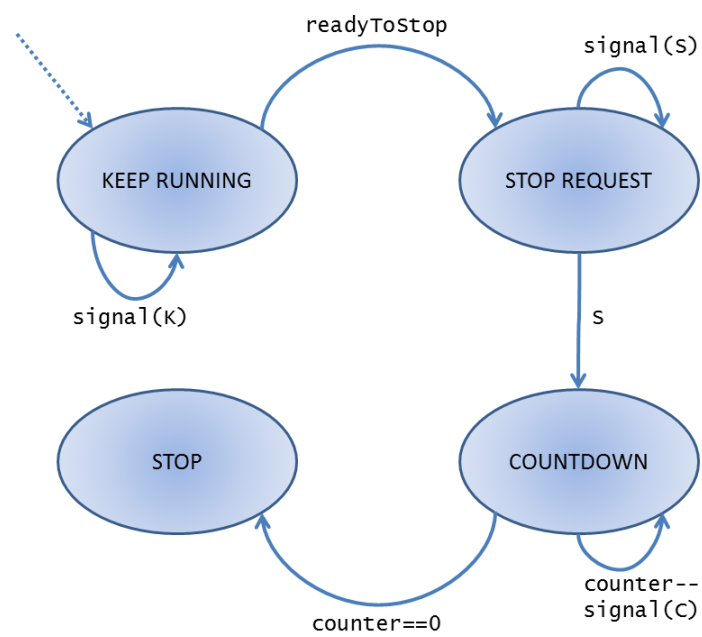 readyToStop
signal(S)
KEEP RUNNING
STOP REQUEST
signal(K)
S
STOP
COUNTDOWN
counter--
signal(C)
counter==0